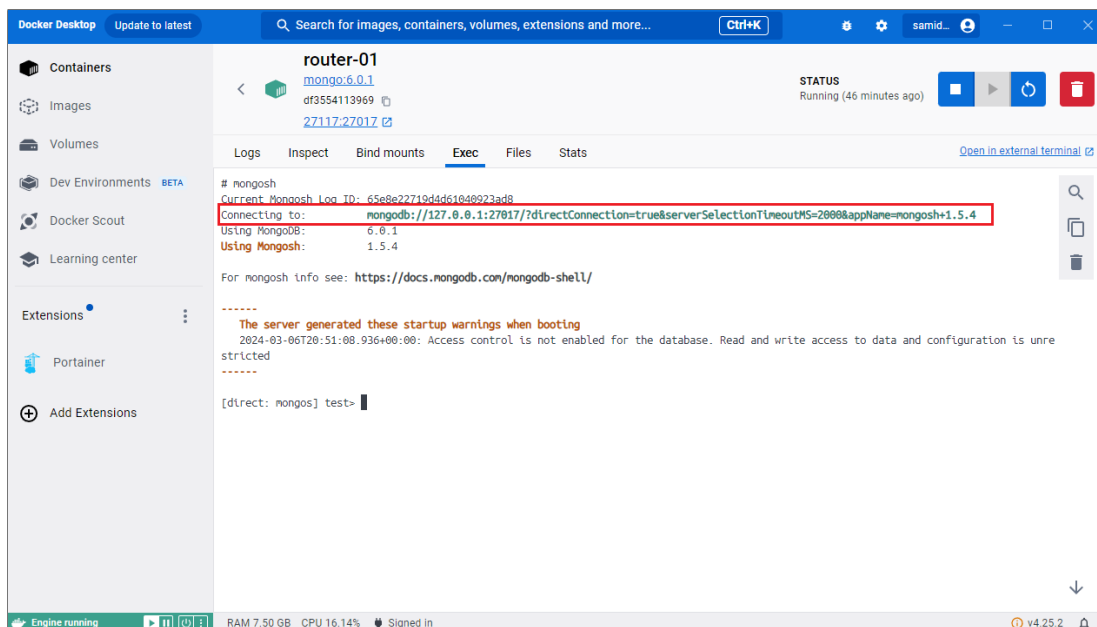 Docker Desktop Update to latest Search for images, containers, volumes, extensions and more... Ctrl+K samid...
Containers
Images
Volumes
Dev Environments BETA
Docker Scout
Learning center
Extensions
Portainer
Add Extensions
router-01
mongo:6.0.1
df3554113969
27117:27017
STATUS
Running (46 minutes ago)
Logs Inspect Bind mounts Exec Files Stats Open in external terminal
# mongosh
Current Mongosh Log ID: 65e8e22719d4d61040923ad8
Connecting to: mongodb://127.0.0.1:27017/?directConnection=true&serverSelectionTimeoutMS=2000&appName=mongosh+1.5.4
Using MongoDB: 6.0.1
Using Mongosh: 1.5.4
For mongosh info see: https://docs.mongodb.com/mongodb-shell/
------
The server generated these startup warnings when booting
2024-03-06T20:51:08.936+00:00: Access control is not enabled for the database. Read and write access to data and configuration is unre
stricted
------
[direct: mongos] test>
Engine running RAM 7.50 GB CPU 16.14% Signed in v4.25.2